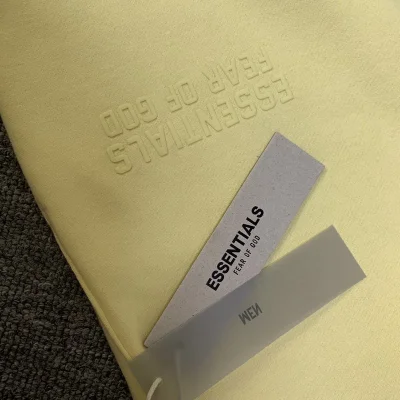 ESSENTIALS
FEAR OF GOD
ESSENTIALS
FEAR OF GOD
MEN